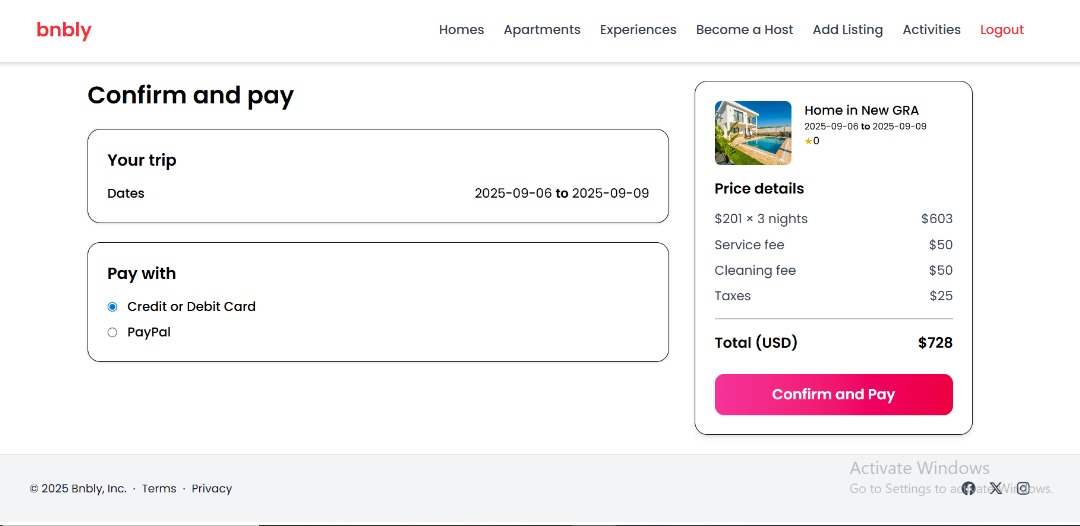 bnbly
Homes Apartments Experiences Become a Host Add Listing Activities Logout
Confirm and pay
Your trip
Dates 2025-09-06 to 2025-09-09
Pay with
Credit or Debit Card
PayPal
Home in New GRA
2025-09-06 to 2025-09-09
★0
Price details
$201 × 3 nights $603
Service fee $50
Cleaning fee $50
Taxes $25
Total (USD) $728
Confirm and Pay
© 2025 Bnbly, Inc. · Terms · Privacy
Activate Windows
Go to Settings to activate Windows.